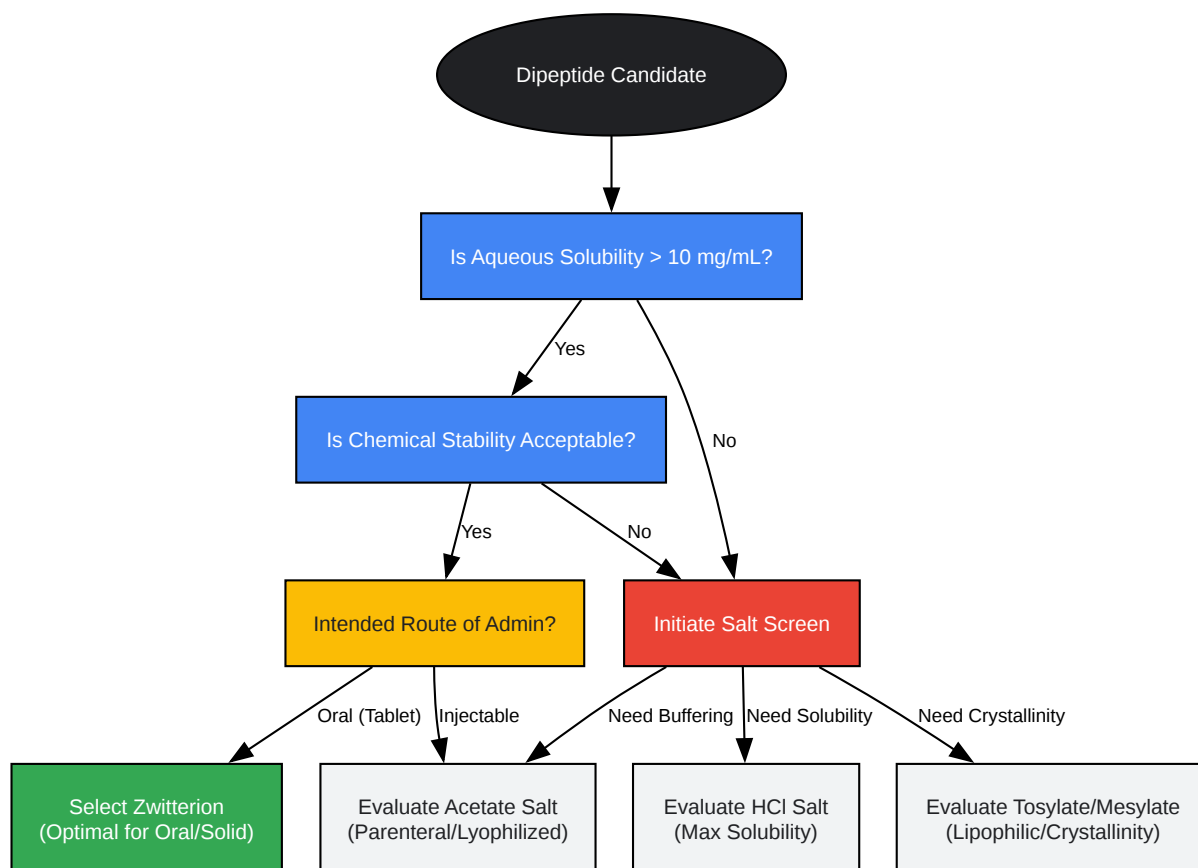 Dipeptide Candidate
Is Aqueous Solubility > 10 mg/mL?
Yes
No
Is Chemical Stability Acceptable?
Yes
No
Intended Route of Admin?
Initiate Salt Screen
Oral (Tablet)
Injectable
Need Buffering
Need Solubility
Need Crystallinity
Select Zwitterion
(Optimal for Oral/Solid)
Evaluate Acetate Salt
(Parenteral/Lyophilized)
Evaluate HCl Salt
(Max Solubility)
Evaluate Tosylate/Mesylate
(Lipophilic/Crystallinity)